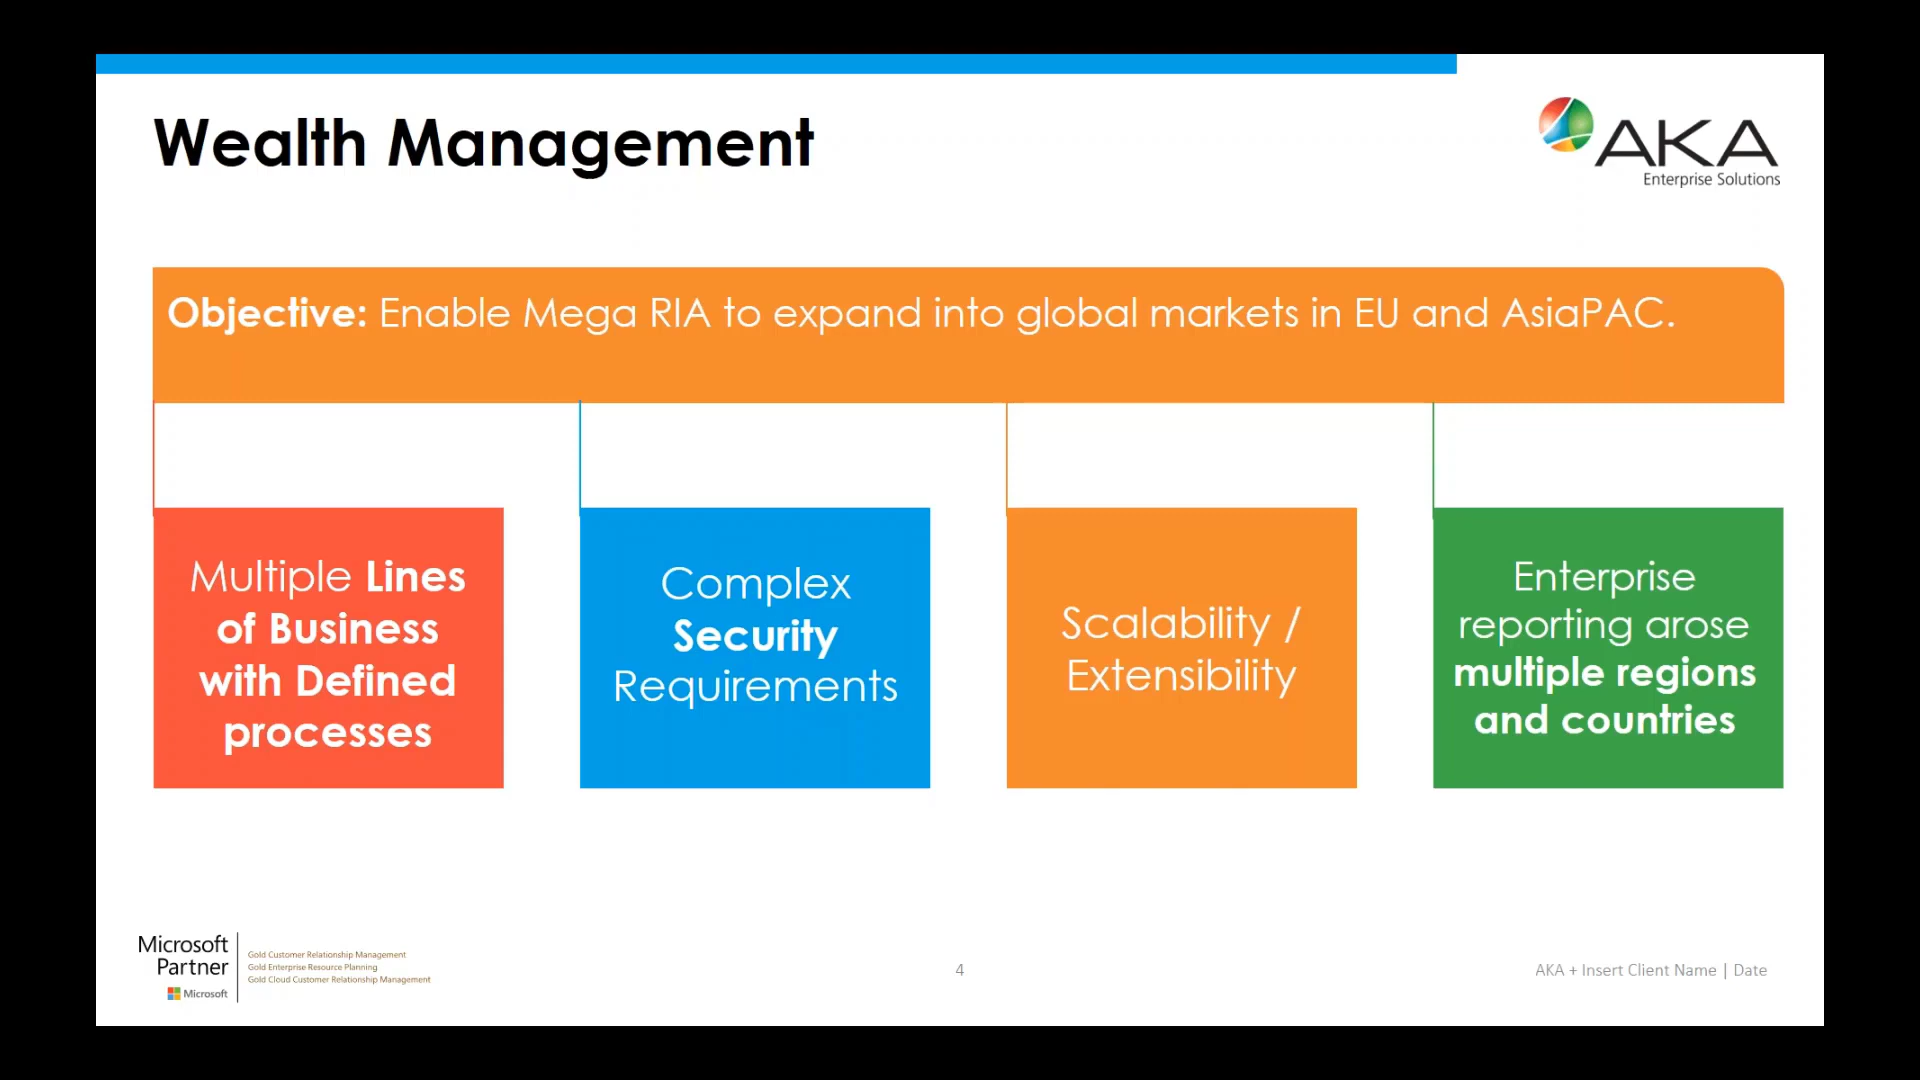 Wealth Management
AKA
Enterprise Solutions
Objective: Enable Mega RIA to expand into global markets in EU and AsiaPAC.
Multiple Lines
of Business
with Defined
processes
Complex
Security
Requirements
Scalability /
Extensibility
Enterprise
reporting arose
multiple regions
and countries
Microsoft
Partner
Microsoft
Gold Customer Relationship Management
Gold Enterprise Resource Planning
Gold Cloud Customer Relationship Management
4
AKA + Insert Client Name | Date